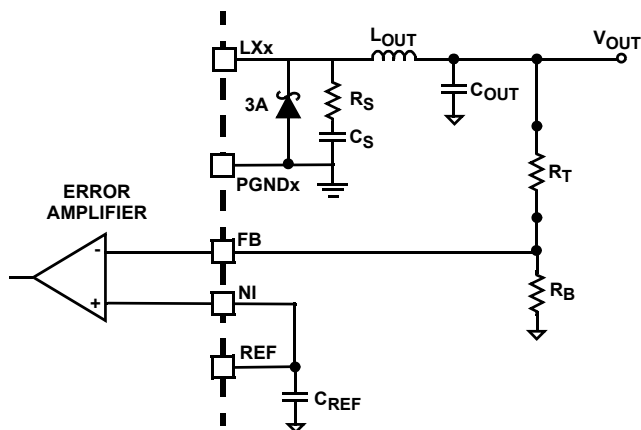 LXx
LOUT
VOUT
3A
RS
CS
COUT
RT
PGNDx
ERROR
AMPLIFIER
-
FB
+
NI
RB
REF
CREF